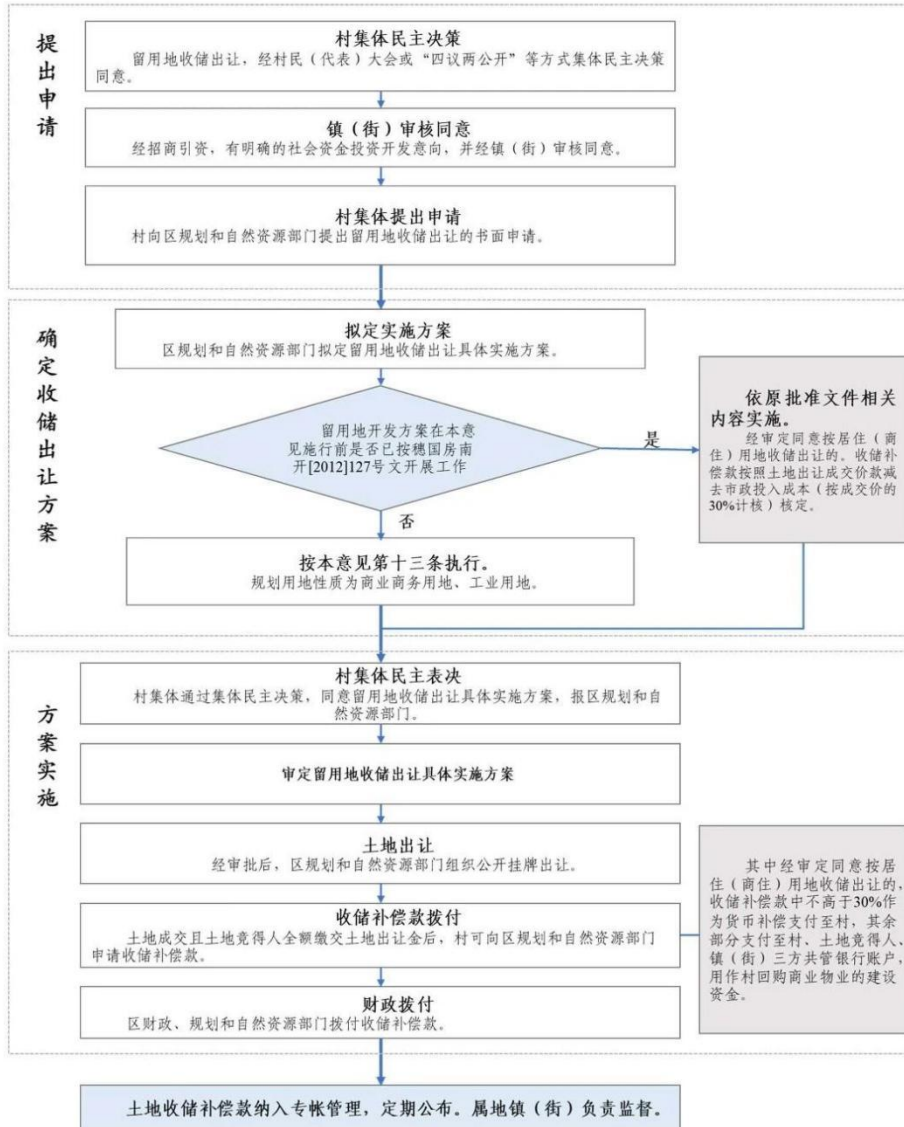 提出申请
村集体民主决策
留用地收储出让，经村民（代表）大会或“四议两公开”等方式集体民主决策
同意。
镇（街）审核同意
经招商引资，有明确的社会资金投资开发意向，并经镇（街）审核同意。
村集体提出申请
村向区规划和自然资源部门提出留用地收储出让的书面申请。
确定收储出让方案
拟定实施方案
区规划和自然资源部门拟定留用地收储出让具体实施方案。
留用地开发方案在本意
见施行前是否已按穗国房南
开[2012]127号文开展工作
是
依原批准文件相关
内容实施。
经审定同意按居住（商
住）用地收储出让的。收储补
偿款按照土地出让成交价款减
去市政投入成本（按成交价的
30%计核）核定。
否
按本意见第十三条执行。
规划用地性质为商业商务用地、工业用地。
方案实施
村集体民主表决
村集体通过集体民主决策，同意留用地收储出让具体实施方案，报区规划和自
然资源部门。
审定留用地收储出让具体实施方案
土地出让
经审批后，区规划和自然资源部门组织公开挂牌出让。
收储补偿款拨付
土地成交且土地竞得人全额缴交土地出让金后，村可向区规划和自然资源部门
申请收储补偿款。
其中经审定同意按居
住（商住）用地收储出让的，
收储补偿款中不高于30%作
为货币补偿支付至村，其余
部分支付至村、土地竞得人、
镇（街）三方共管银行账户，
用作村回购商业物业的建设
资金。
财政拨付
区财政、规划和自然资源部门拨付收储补偿款。
土地收储补偿款纳入专帐管理，定期公布。属地镇（街）负责监督。